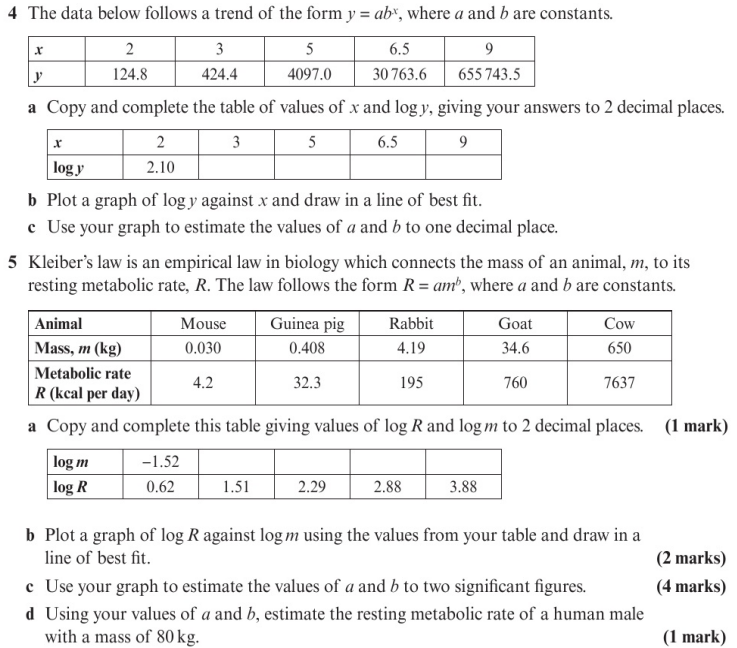 4 The data below follows a trend of the form y = abˣ, where a and b are constants.
x 2 3 5 6.5 9
y 124.8 424.4 4097.0 30 763.6 655 743.5
a Copy and complete the table of values of x and log y, giving your answers to 2 decimal places.
x 2 3 5 6.5 9
log y 2.10
b Plot a graph of log y against x and draw in a line of best fit.
c Use your graph to estimate the values of a and b to one decimal place.
5 Kleiber's law is an empirical law in biology which connects the mass of an animal, m, to its
resting metabolic rate, R. The law follows the form R = amᵇ, where a and b are constants.
Animal Mouse Guinea pig Rabbit Goat Cow
Mass, m (kg) 0.030 0.408 4.19 34.6 650
Metabolic rate
R (kcal per day) 4.2 32.3 195 760 7637
a Copy and complete this table giving values of log R and log m to 2 decimal places. (1 mark)
log m −1.52
log R 0.62 1.51 2.29 2.88 3.88
b Plot a graph of log R against log m using the values from your table and draw in a
line of best fit. (2 marks)
c Use your graph to estimate the values of a and b to two significant figures. (4 marks)
d Using your values of a and b, estimate the resting metabolic rate of a human male
with a mass of 80 kg. (1 mark)